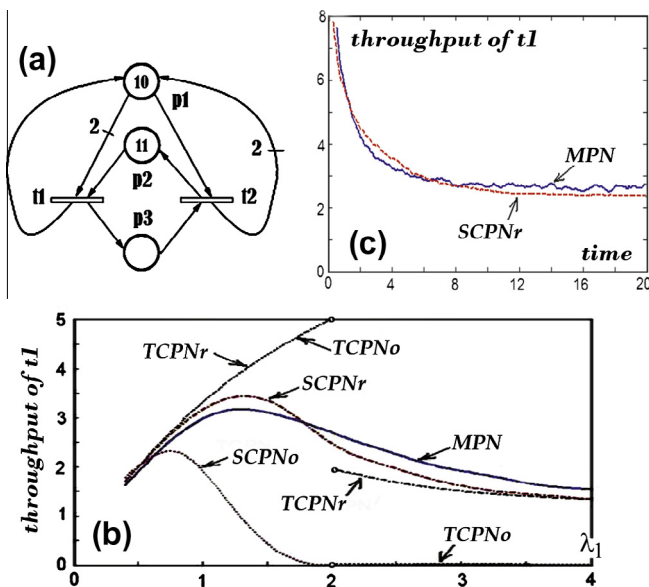 (a)
10
p1
2
11
p2
t1
t2
p3
2
8
throughput of t1
6
4
MPN
2
SCPNr
(c)
time
0
0
4
8
12
16
20
throughput of t1
5
TCPNr
TCPNo
4
SCPNr
3
MPN
SCPNo
2
TCPNr
1
(b)
TCPNo
λ1
0
0
1
2
3
4